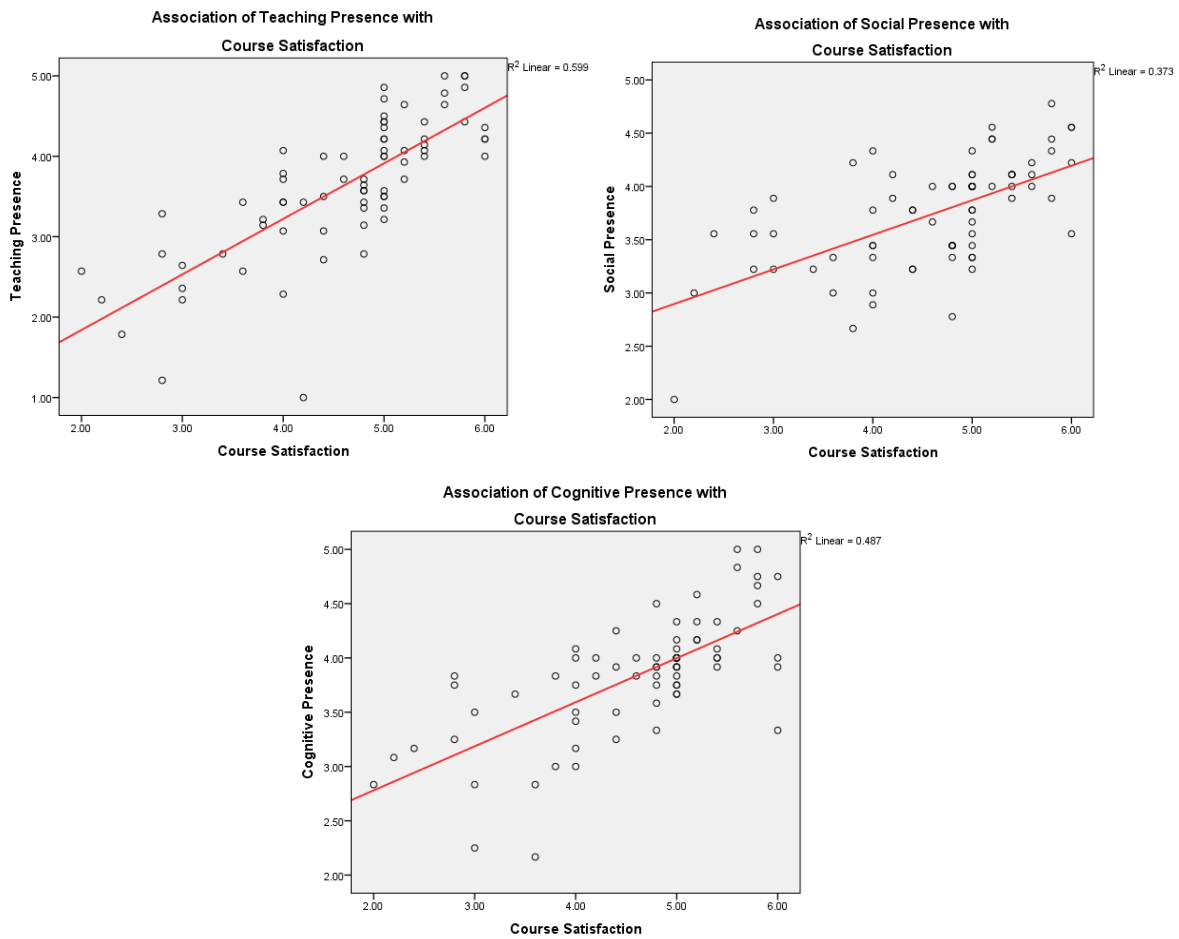 Association of Teaching Presence with
Course Satisfaction
R² Linear = 0.599
5.00
4.00
3.00
2.00
1.00
Teaching Presence
2.00 3.00 4.00 5.00 6.00
Course Satisfaction
Association of Social Presence with
Course Satisfaction
R² Linear = 0.373
5.00
4.50
4.00
3.50
3.00
2.50
2.00
Social Presence
2.00 3.00 4.00 5.00 6.00
Course Satisfaction
Association of Cognitive Presence with
Course Satisfaction
R² Linear = 0.487
5.00
4.50
4.00
3.50
3.00
2.50
2.00
Cognitive Presence
2.00 3.00 4.00 5.00 6.00
Course Satisfaction